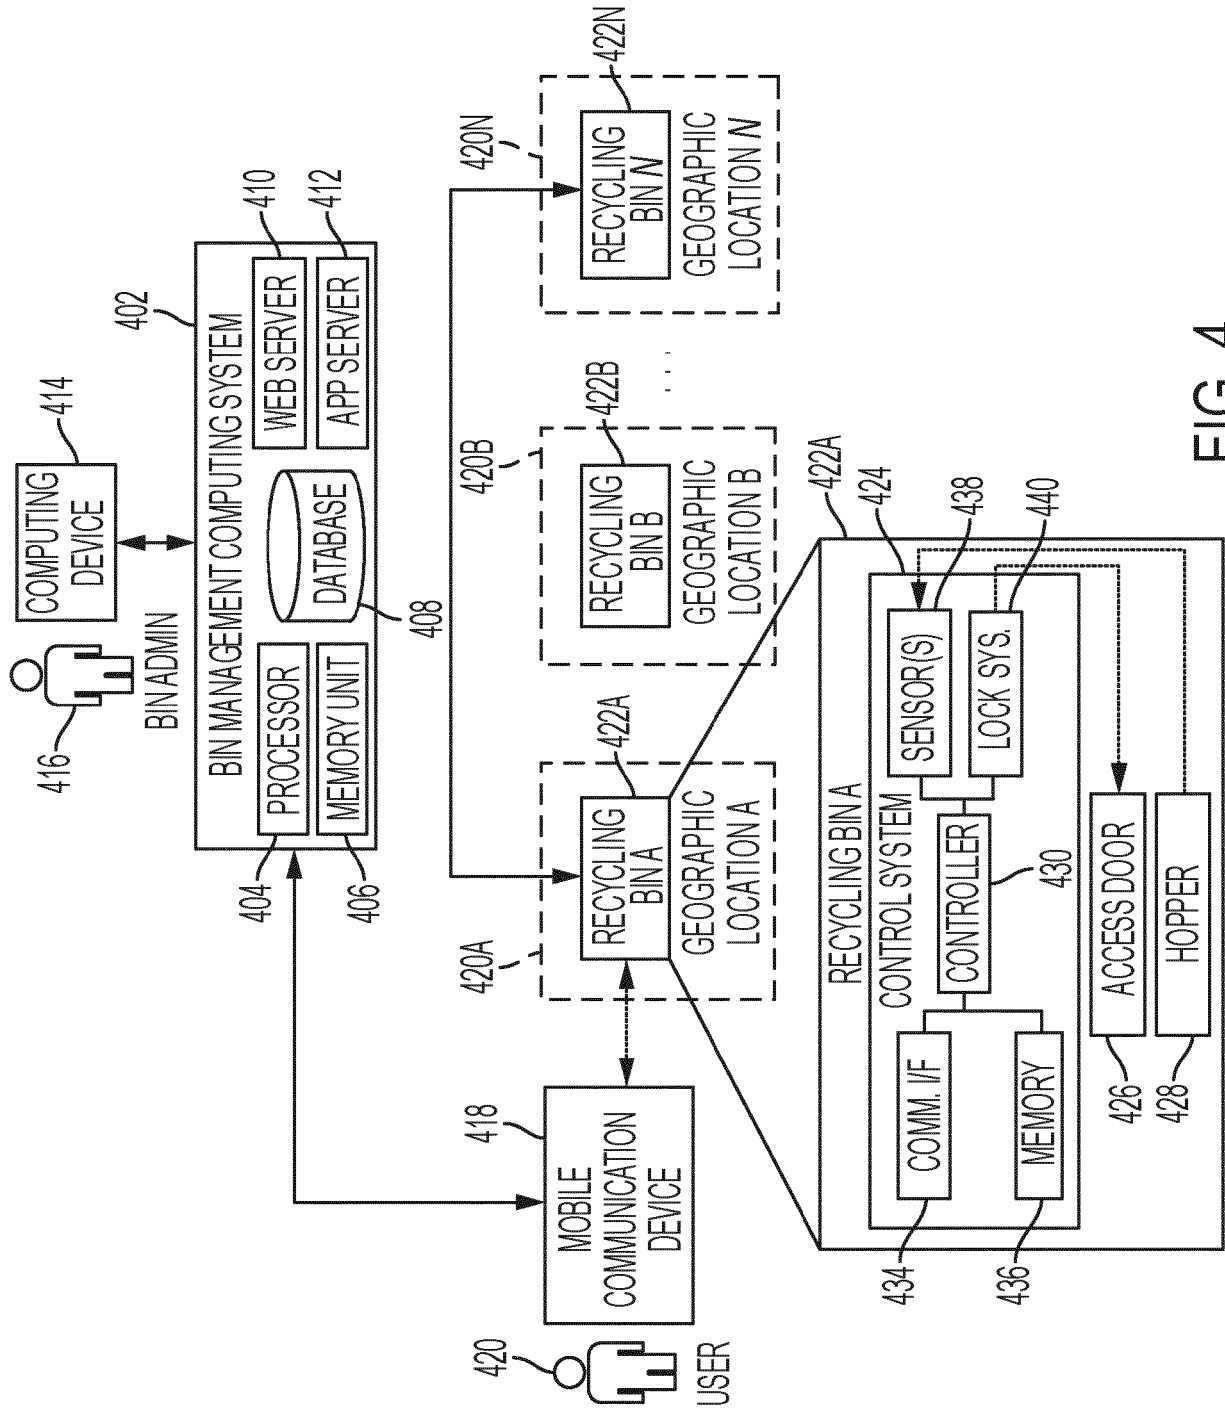 416
BIN ADMIN
COMPUTING
DEVICE
414
402
BIN MANAGEMENT COMPUTING SYSTEM
404
PROCESSOR
406
MEMORY UNIT
DATABASE
408
WEB SERVER
410
APP SERVER
412
420
USER
MOBILE
COMMUNICATION
DEVICE
418
420A
RECYCLING
BIN A
422A
GEOGRAPHIC
LOCATION A
420B
RECYCLING
BIN B
422B
GEOGRAPHIC
LOCATION B
. . .
420N
RECYCLING
BIN N
422N
GEOGRAPHIC
LOCATION N
422A
RECYCLING BIN A
424
CONTROL SYSTEM
434
COMM. I/F
436
MEMORY
CONTROLLER
430
SENSOR(S)
438
LOCK SYS.
440
426
ACCESS DOOR
428
HOPPER